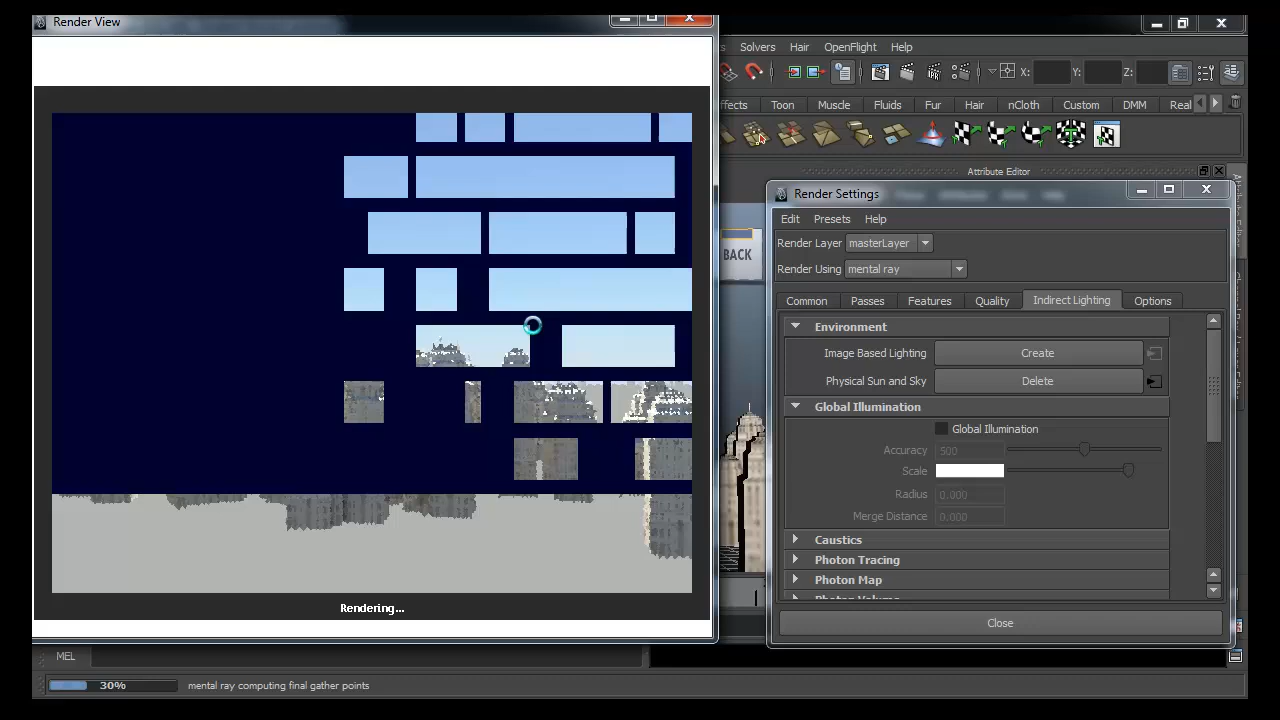 Render View
Solvers Hair OpenFlight Help
X: Y: Z:
Toon Muscle Fluids Fur Hair nCloth Custom DMM Real
Attribute Editor
BACK
Render Settings
Edit Presets Help
Render Layer masterLayer
Render Using mental ray
Common Passes Features Quality Indirect Lighting Options
Environment
Image Based Lighting Create
Physical Sun and Sky Delete
Global Illumination
Global Illumination
Accuracy 500
Scale
Radius 0.000
Merge Distance 0.000
Caustics
Photon Tracing
Photon Map
Close
Rendering...
MEL
30% mental ray computing final gather points